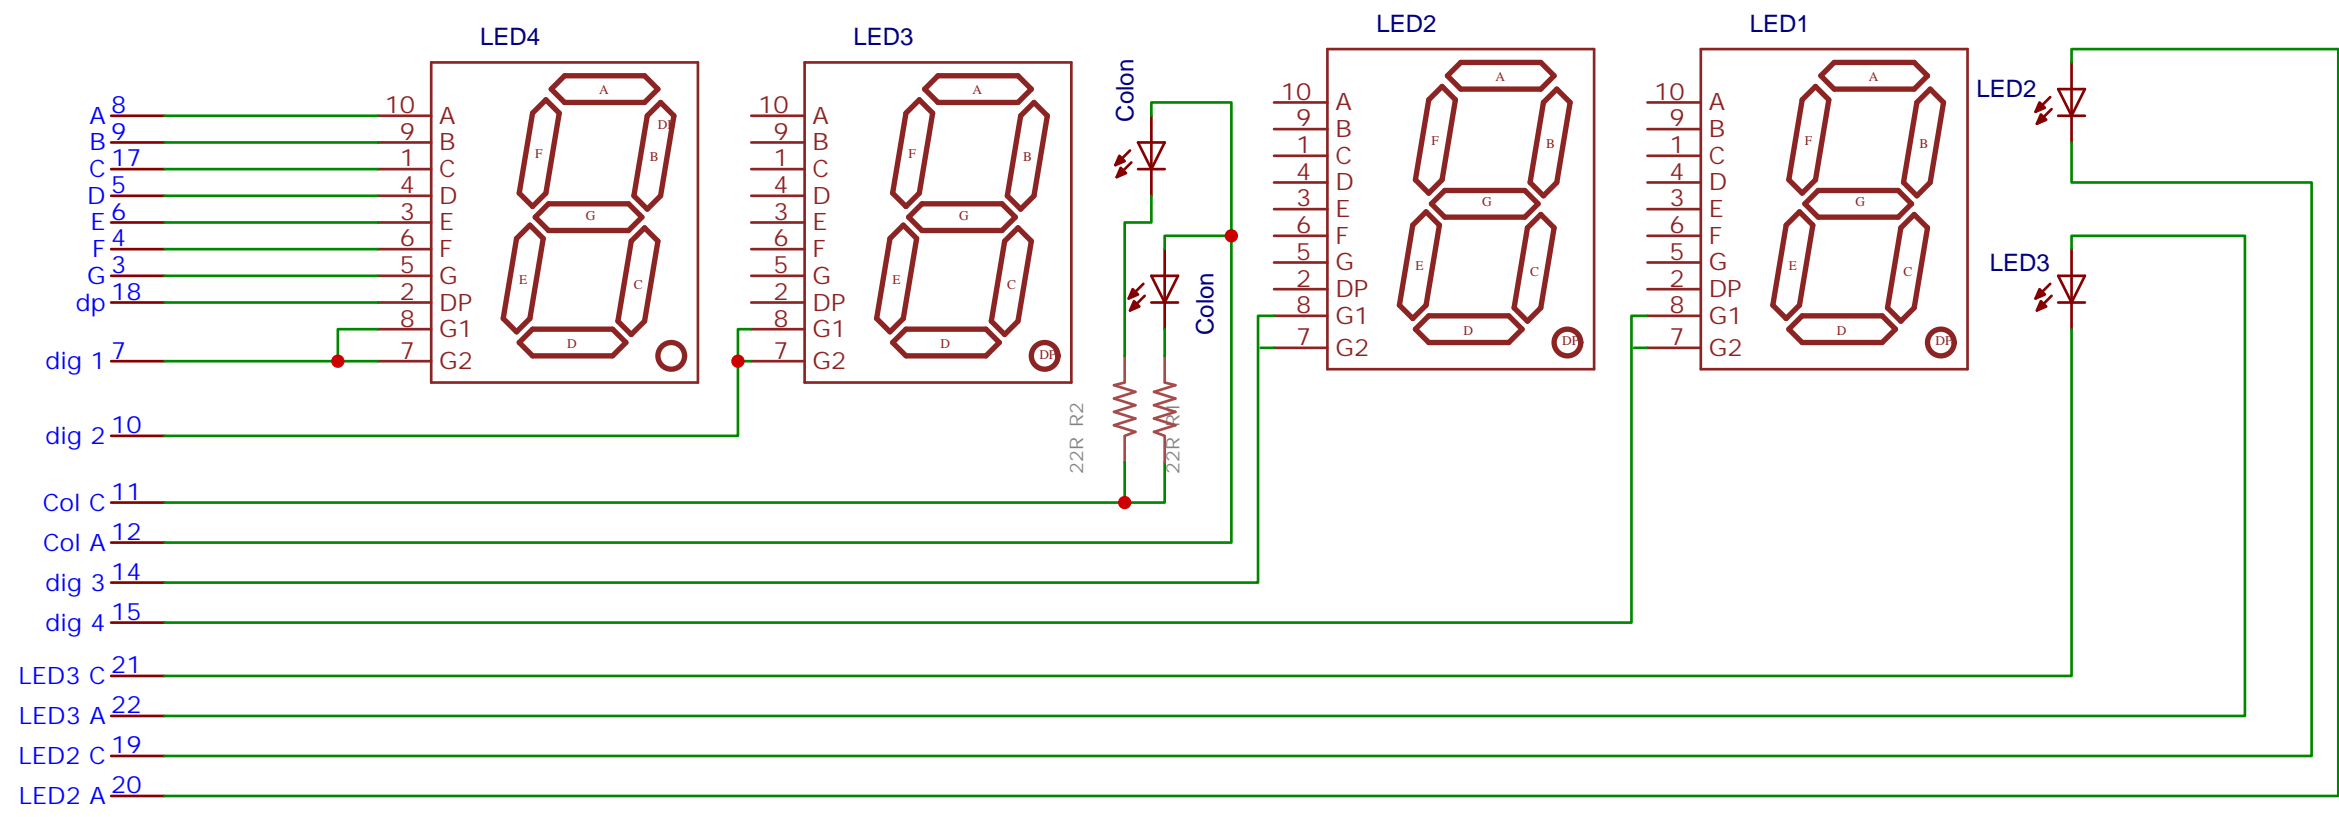 LED4
LED3
LED2
LED1
A 8
B 9
C 17
D 5
E 6
F 4
G 3
dp 18
dig 1 7
dig 2 10
Col C 11
Col A 12
dig 3 14
dig 4 15
LED3 C 21
LED3 A 22
LED2 C 19
LED2 A 20
10 A
9 B
1 C
4 D
3 E
6 F
5 G
2 DP
8 G1
7 G2
A
F
DP
B
G
E
C
D
10 A
9 B
1 C
4 D
3 E
6 F
5 G
2 DP
8 G1
7 G2
A
F
B
G
E
C
D
DP
Colon
Colon
22R R2
22R R1
10 A
9 B
1 C
4 D
3 E
6 F
5 G
2 DP
8 G1
7 G2
A
F
B
G
E
C
D
DP
10 A
9 B
1 C
4 D
3 E
6 F
5 G
2 DP
8 G1
7 G2
A
F
B
G
E
C
D
DP
LED2
LED3